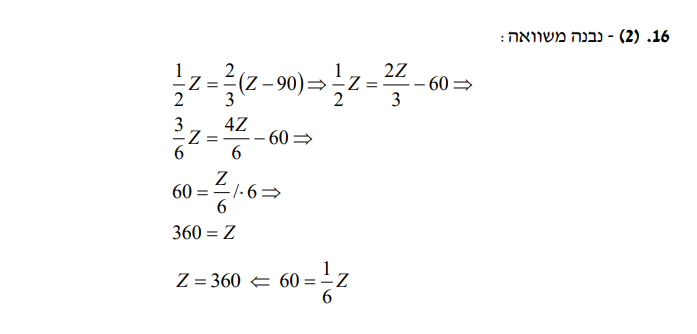 16. (2) - נבנה משוואה :
1/2 Z = 2/3 (Z − 90) ⇒ 1/2 Z = 2Z/3 − 60 ⇒
3/6 Z = 4Z/6 − 60 ⇒
60 = Z/6 /· 6 ⇒
360 = Z
Z = 360 ⇐ 60 = 1/6 Z